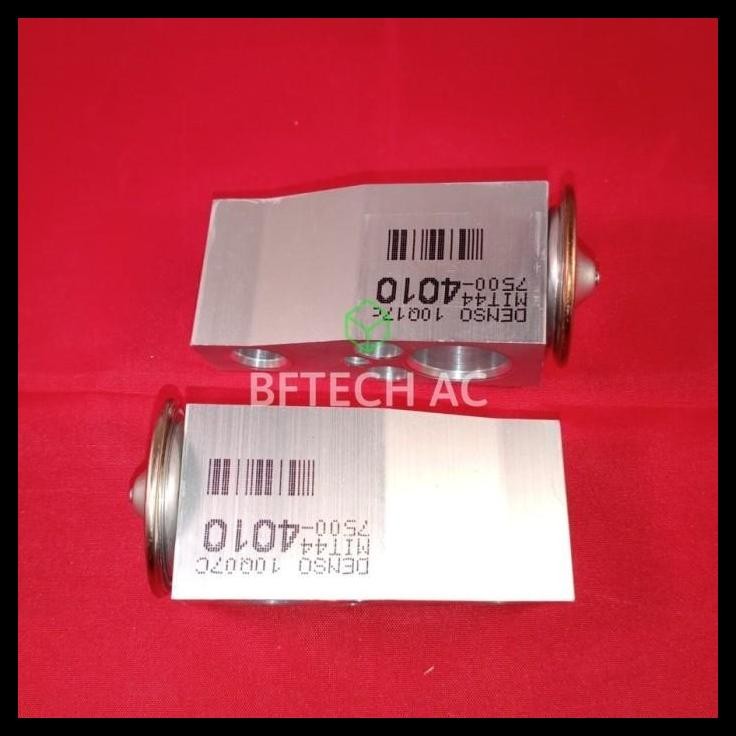 DENSO 10Q17C
MIT44
7500-4010
BFTECH AC
DENSO 10Q07C
MIT44
7500-4010